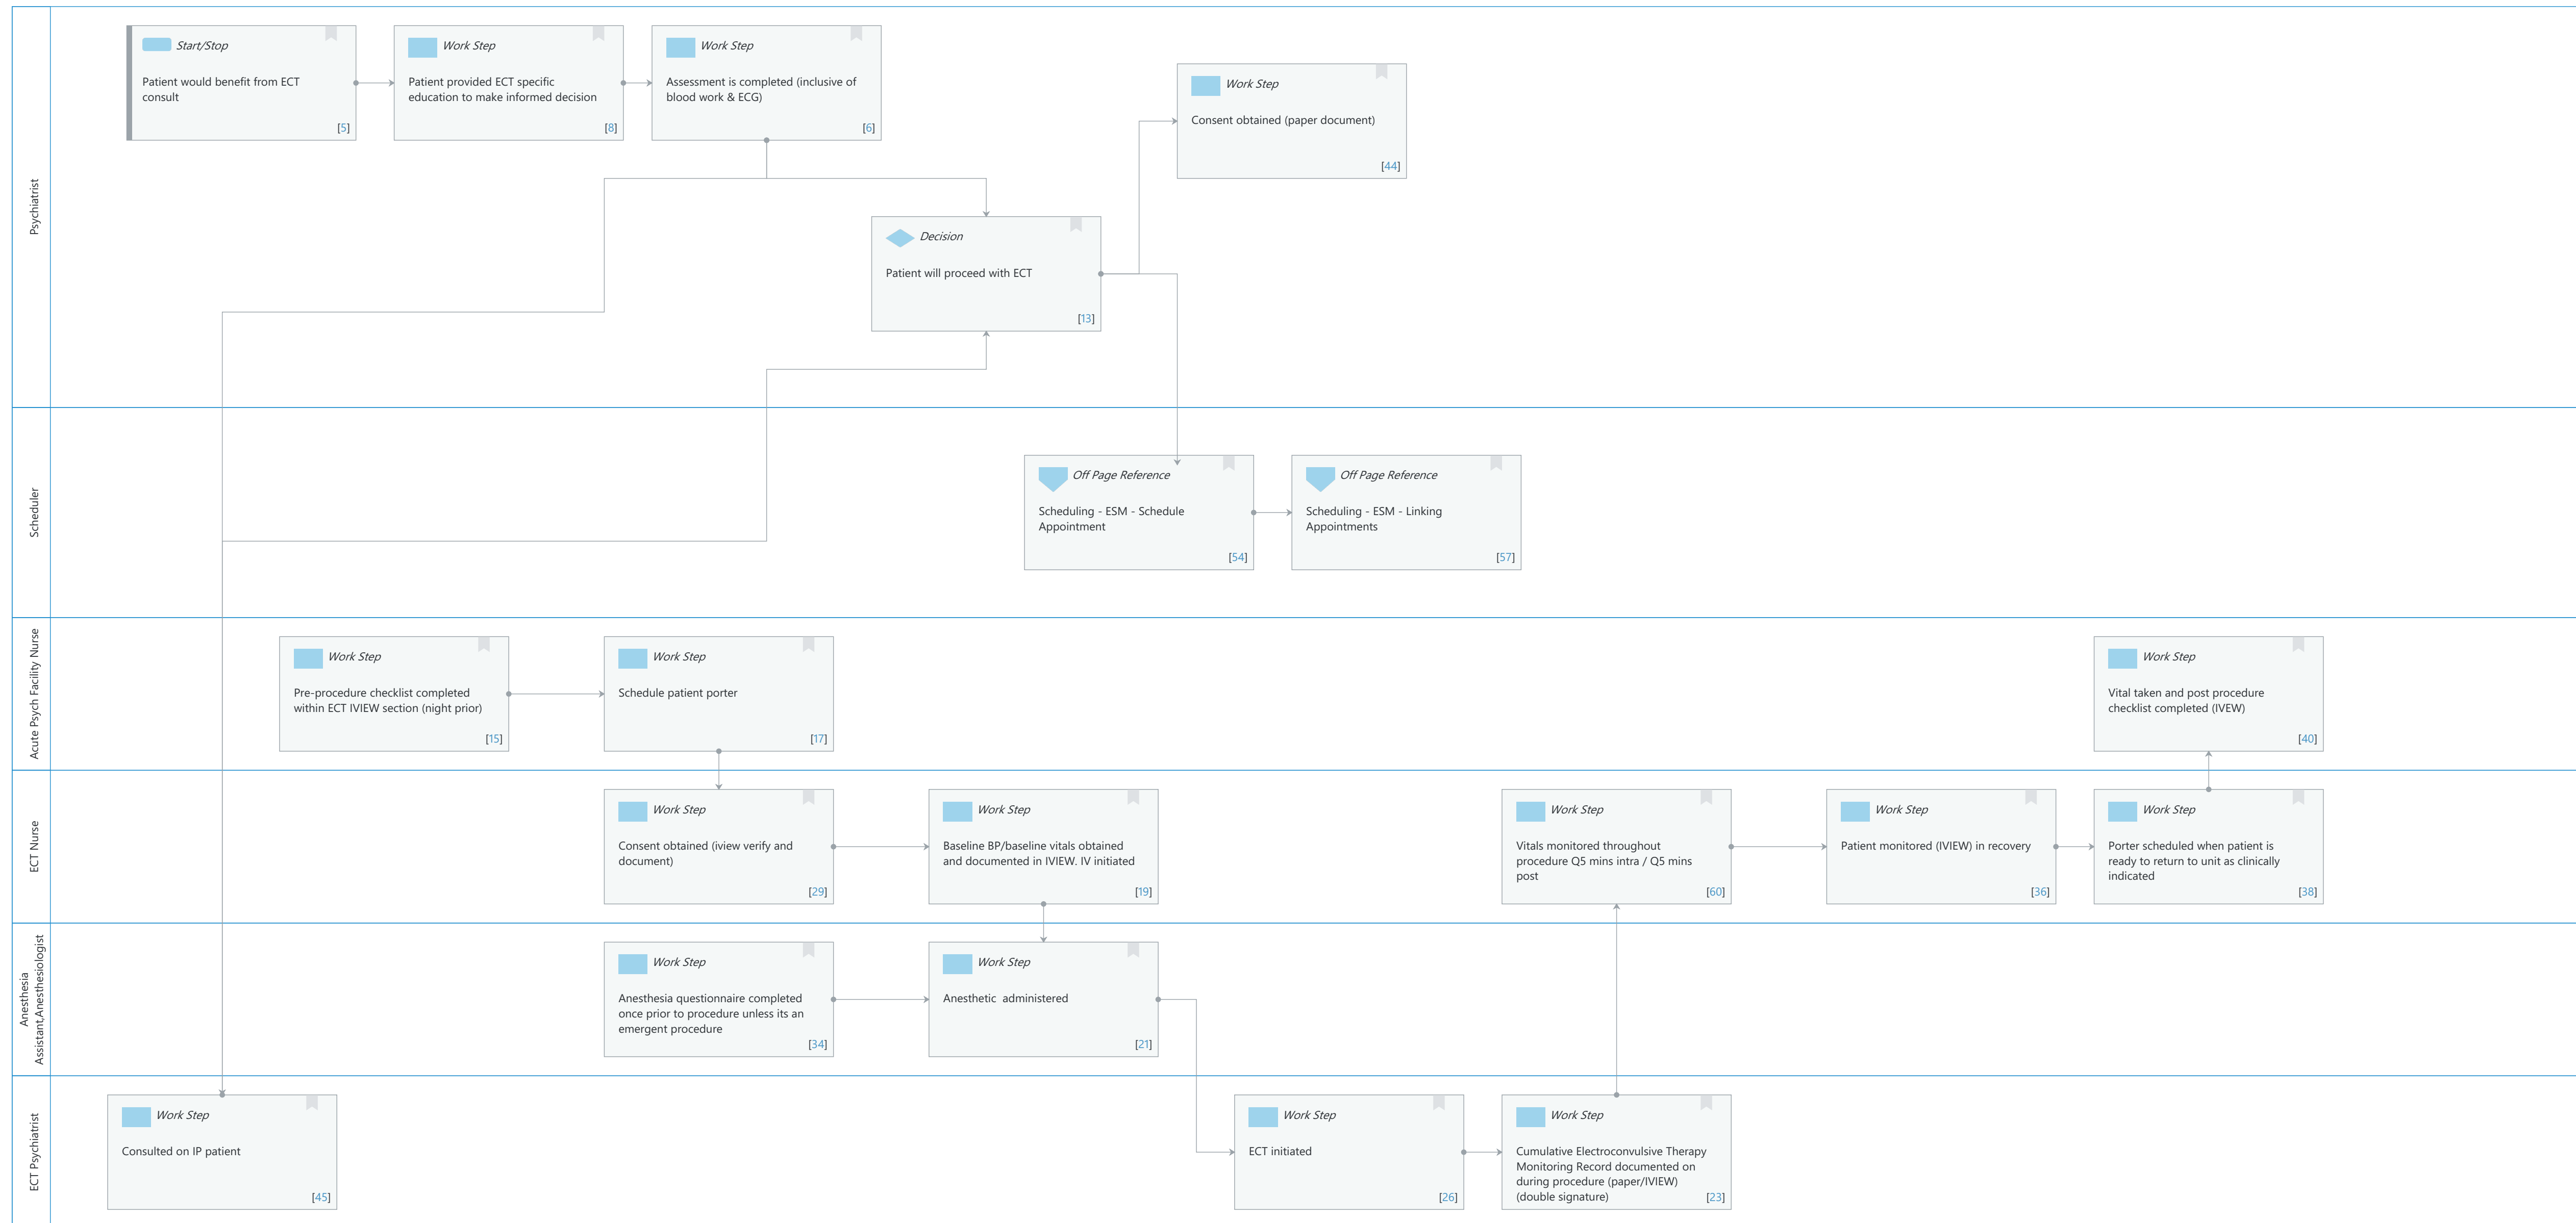 Psychiatrist
Start/Stop
Patient would benefit from ECT
consult
[5]
Work Step
Patient provided ECT specific
education to make informed decision
[8]
Work Step
Assessment is completed (inclusive of
blood work & ECG)
[6]
Work Step
Consent obtained (paper document)
[44]
Decision
Patient will proceed with ECT
[13]
Scheduler
Off Page Reference
Scheduling - ESM - Schedule
Appointment
[54]
Off Page Reference
Scheduling - ESM - Linking
Appointments
[57]
Acute Psych Facility Nurse
Work Step
Pre-procedure checklist completed
within ECT IVIEW section (night prior)
[15]
Work Step
Schedule patient porter
[17]
Work Step
Vital taken and post procedure
checklist completed (IVEW)
[40]
ECT Nurse
Work Step
Consent obtained (iview verify and
document)
[29]
Work Step
Baseline BP/baseline vitals obtained
and documented in IVIEW. IV initiated
[19]
Work Step
Vitals monitored throughout
procedure Q5 mins intra / Q5 mins
post
[60]
Work Step
Patient monitored (IVIEW) in recovery
[36]
Work Step
Porter scheduled when patient is
ready to return to unit as clinically
indicated
[38]
Anesthesia
Assistant,Anesthesiologist
Work Step
Anesthesia questionnaire completed
once prior to procedure unless its an
emergent procedure
[34]
Work Step
Anesthetic  administered
[21]
ECT Psychiatrist
Work Step
Consulted on IP patient
[45]
Work Step
ECT initiated
[26]
Work Step
Cumulative Electroconvulsive Therapy
Monitoring Record documented on
during procedure (paper/IVIEW)
(double signature)
[23]